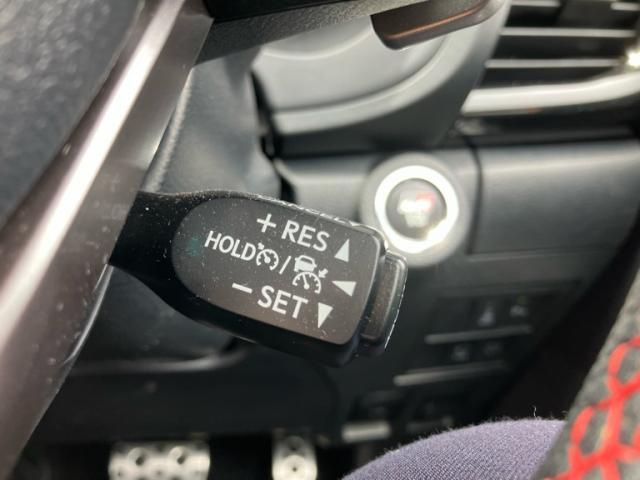 + RES
HOLD /
- SET